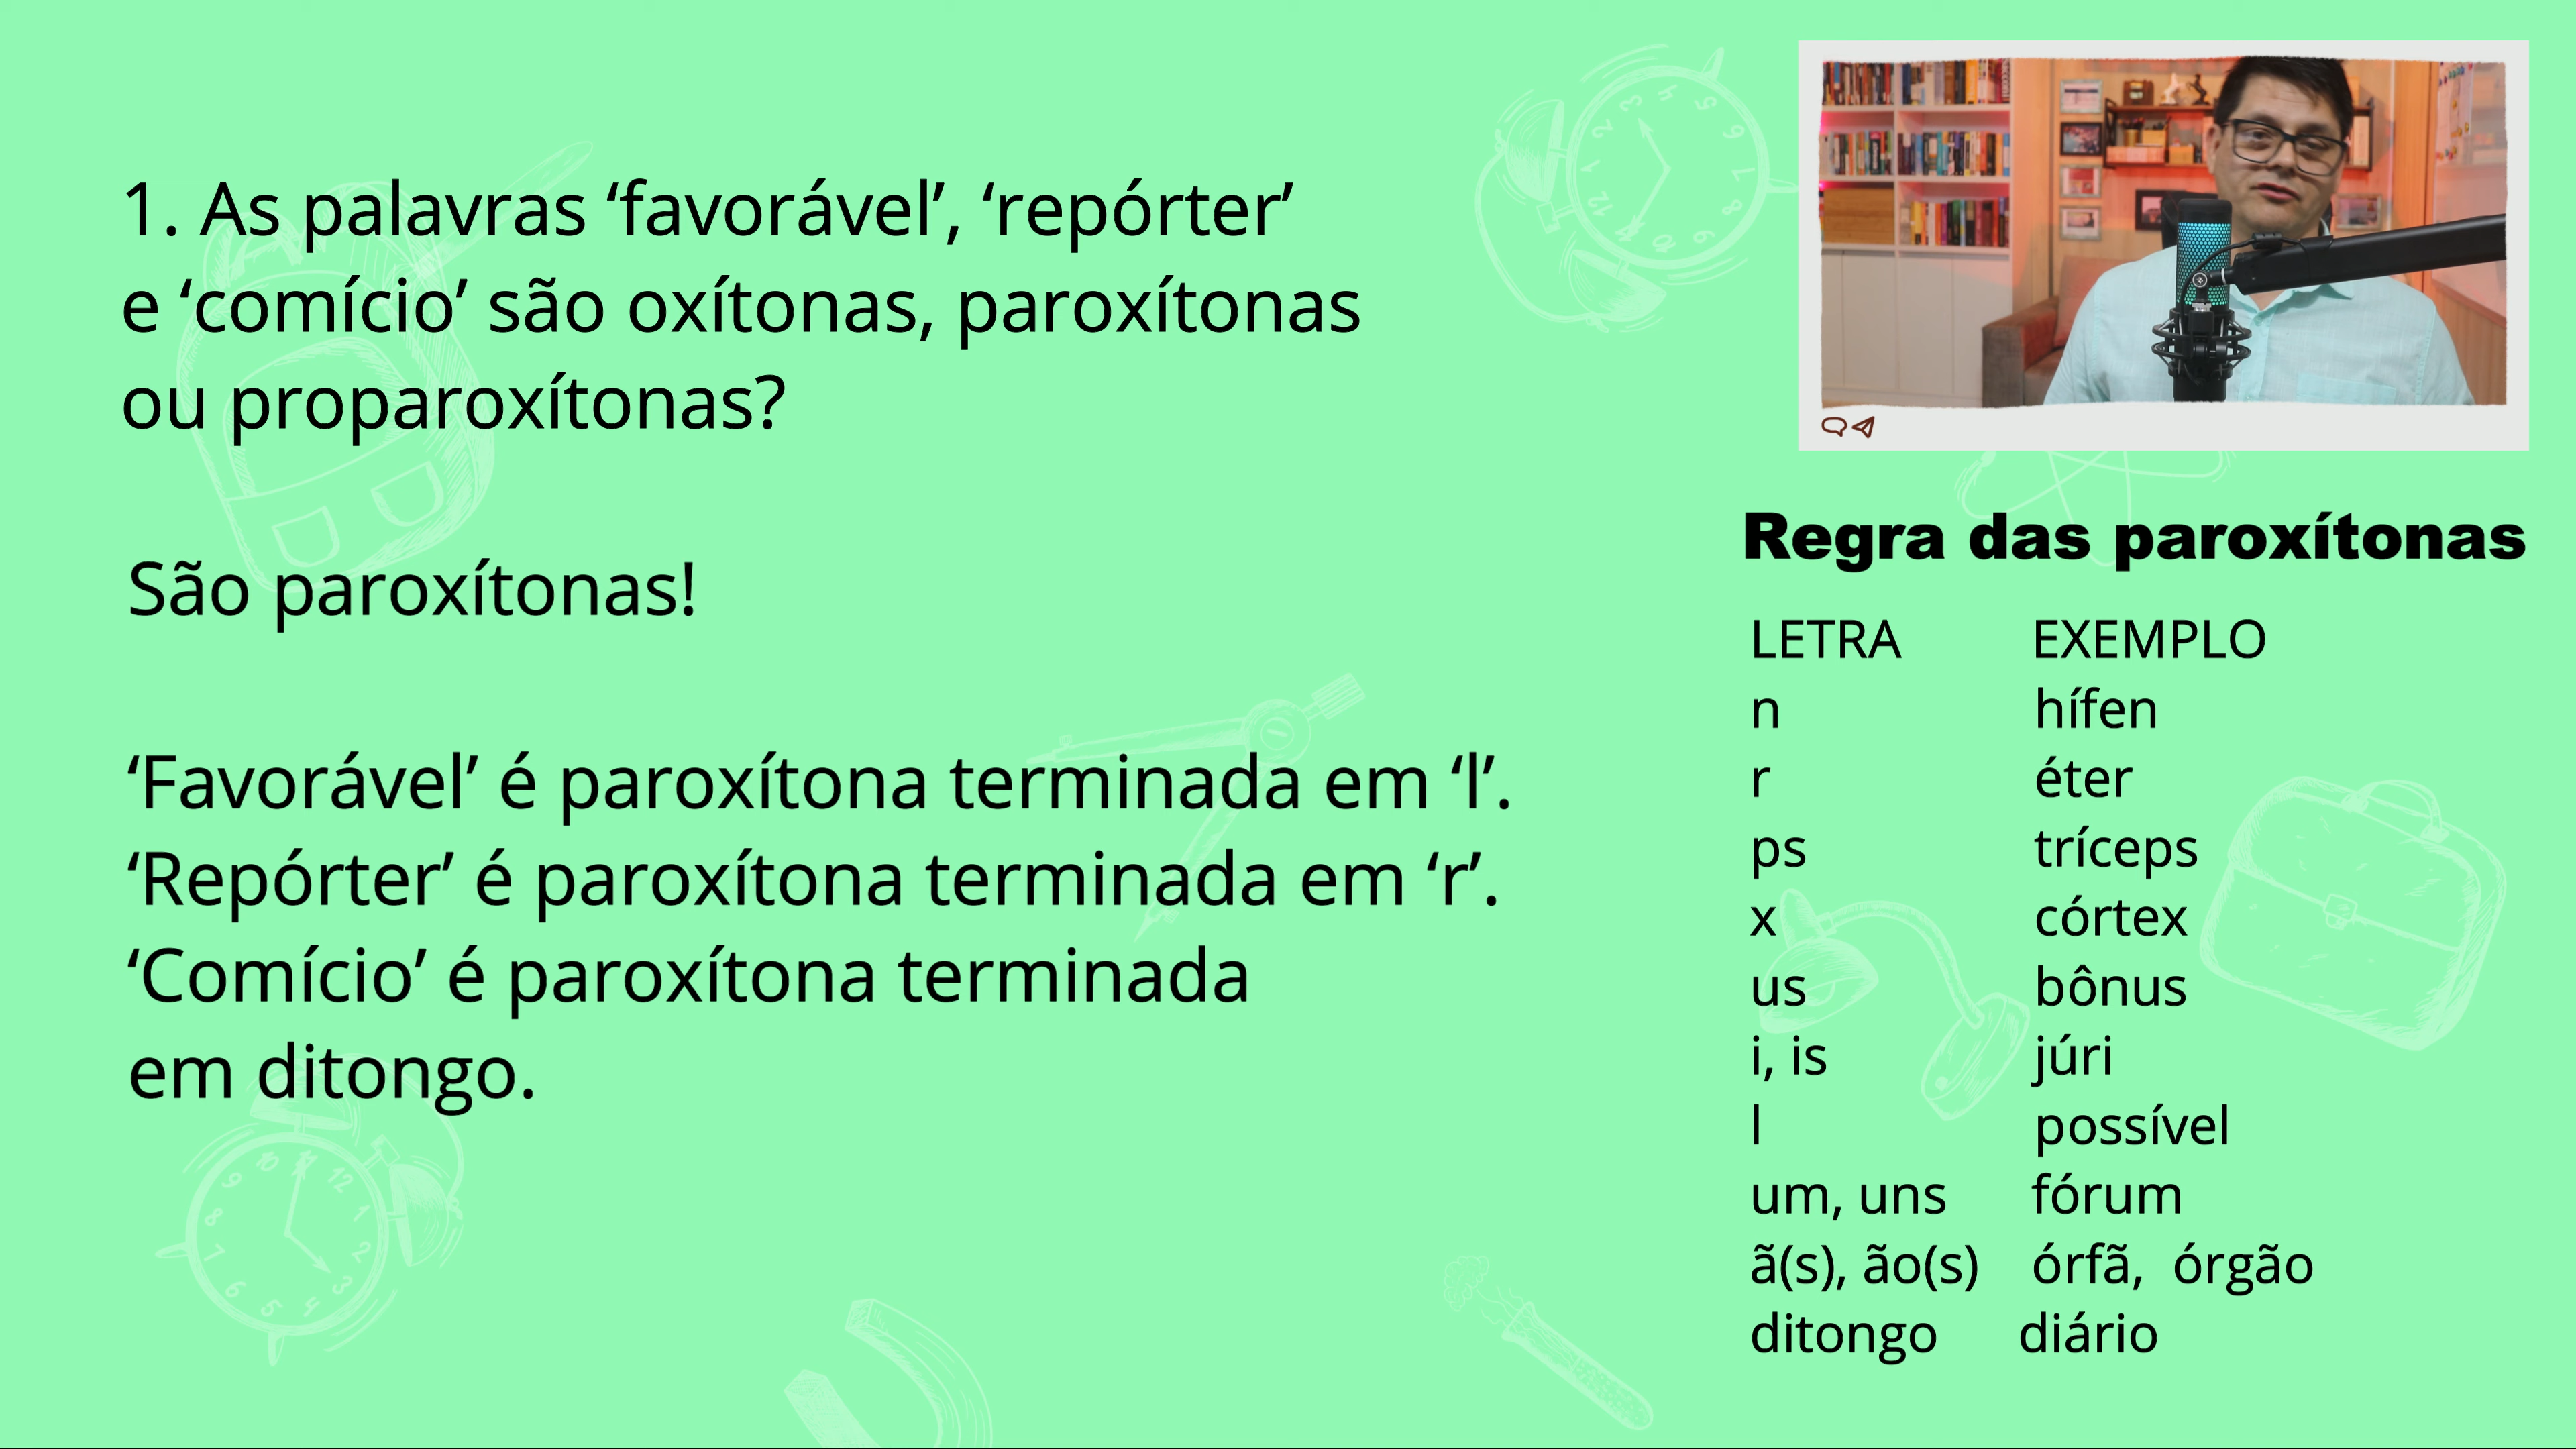 1. As palavras ‘favorável’, ‘repórter’
e ‘comício’ são oxítonas, paroxítonas
ou proparoxítonas?
São paroxítonas!
‘Favorável’ é paroxítona terminada em ‘l’.
‘Repórter’ é paroxítona terminada em ‘r’.
‘Comício’ é paroxítona terminada
em ditongo.
Regra das paroxítonas
LETRA EXEMPLO
n hífen
r éter
ps tríceps
x córtex
us bônus
i, is júri
l possível
um, uns fórum
ã(s), ão(s) órfã, órgão
ditongo diário